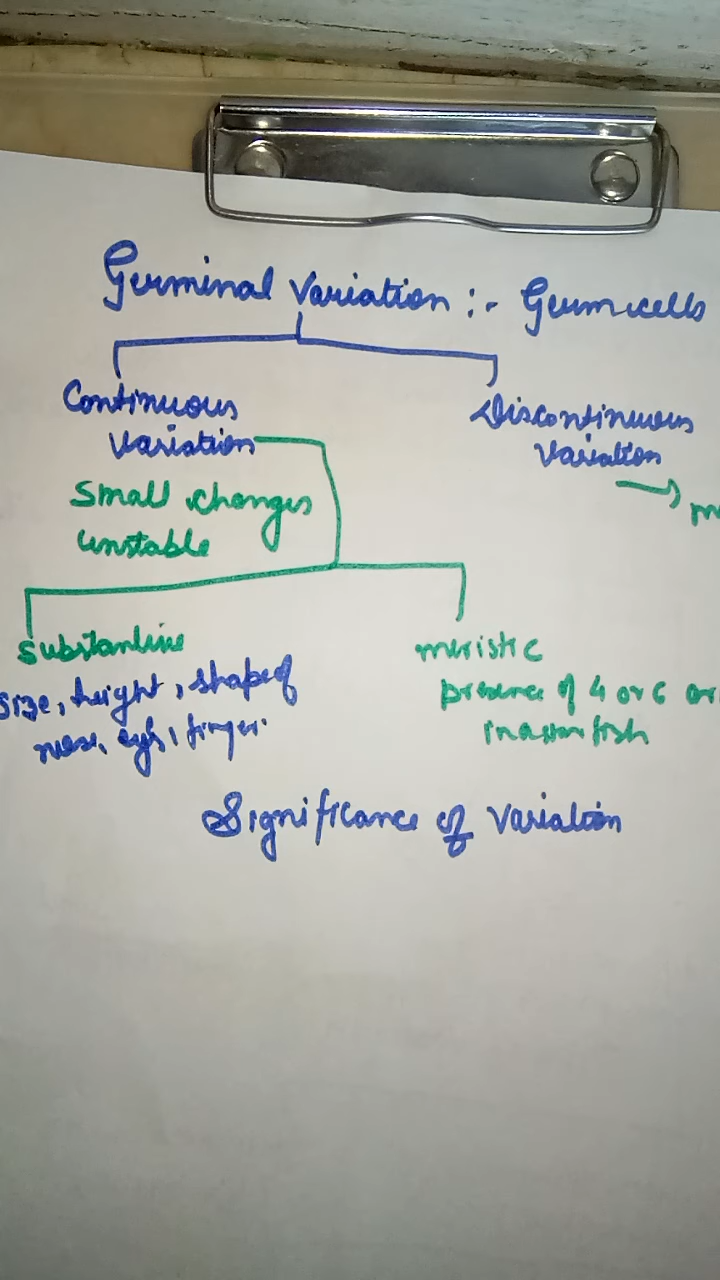 Germinal Variation :- Germ cells
Continuous
Variation
Discontinuous
Variation
→ m
Small changes
Unstable
Substantive
meristic
size, height, shape of
nose, eye, finger.
presence of 4 or 6 or
in fish
Significance of Variation